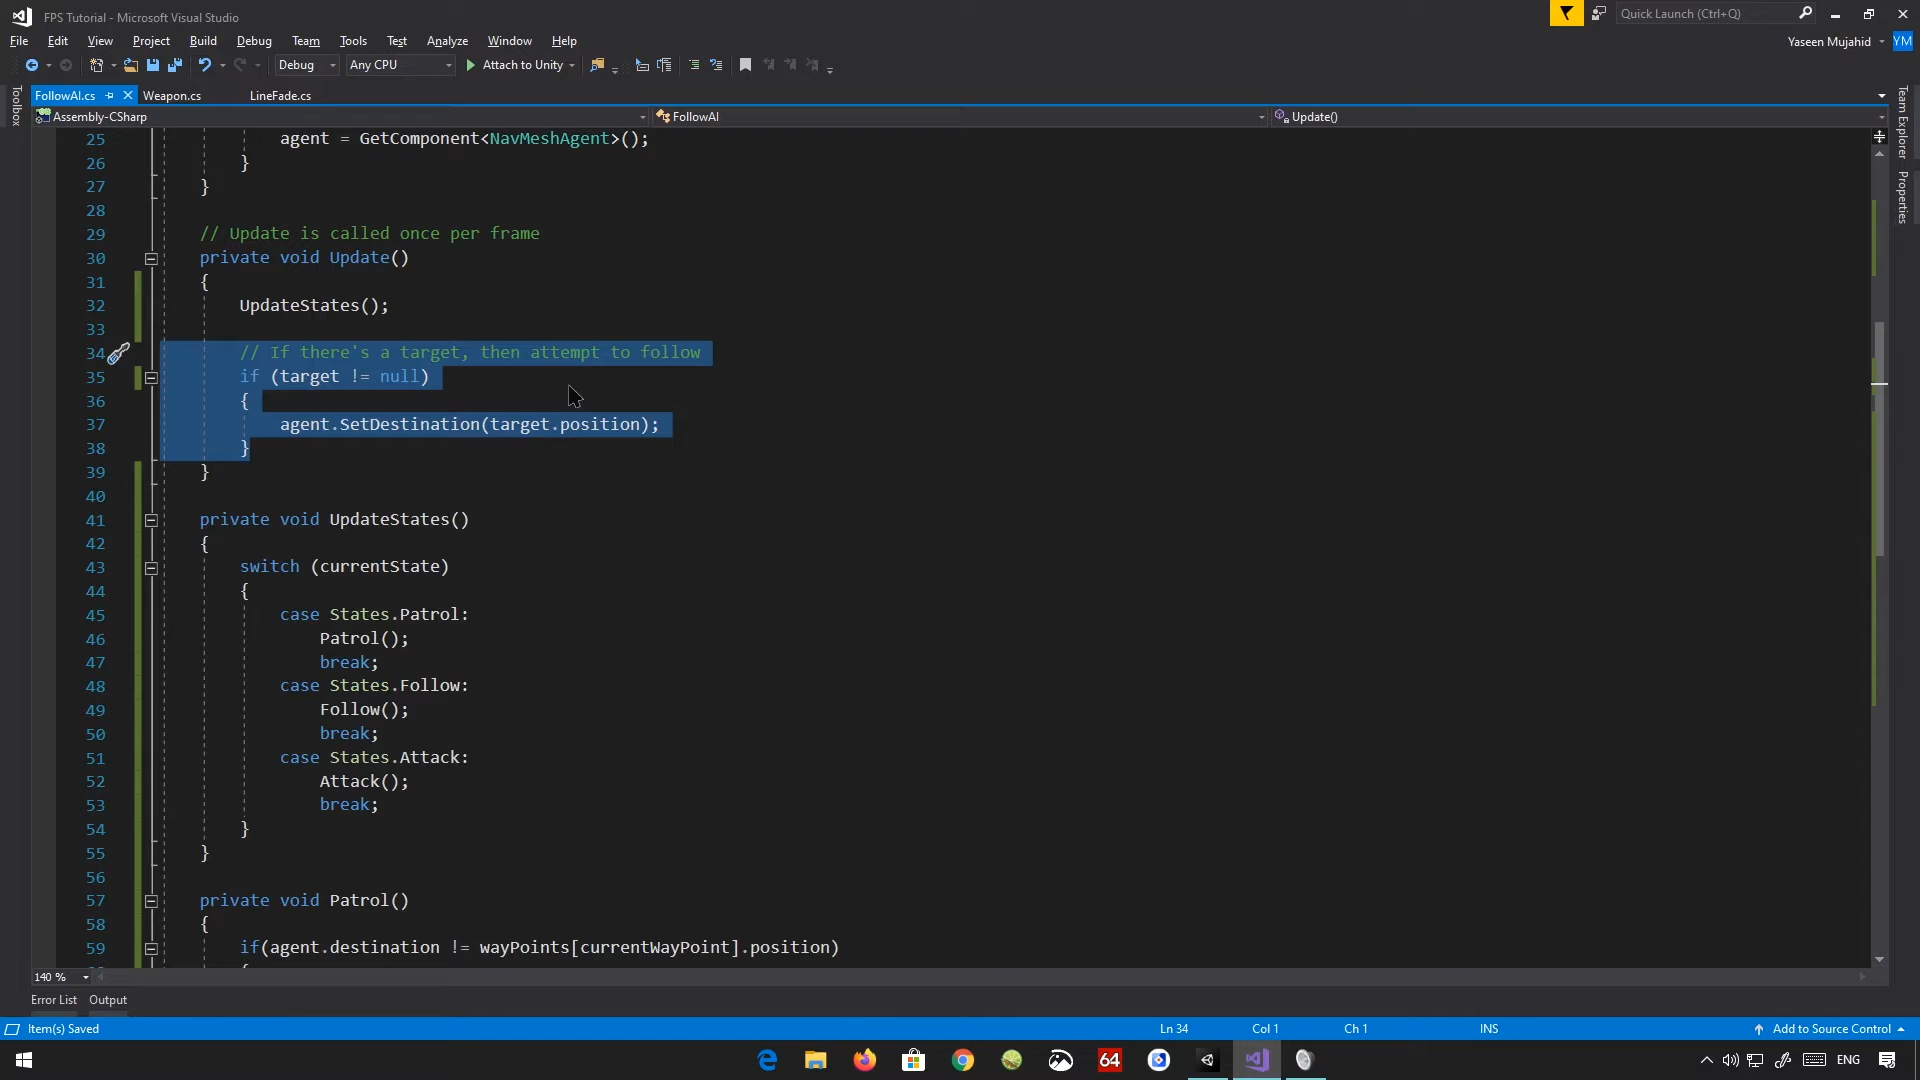 FPS Tutorial - Microsoft Visual Studio
Quick Launch (Ctrl+Q)
File Edit View Project Build Debug Team Tools Test Analyze Window Help
Yaseen Mujahid YM
Debug Any CPU Attach to Unity
Toolbox
FollowAI.cs Weapon.cs LineFade.cs
Assembly-CSharp FollowAI Update()
Team Explorer
Properties
25 agent = GetComponent<NavMeshAgent>();
26 }
27 }
28
29 // Update is called once per frame
30 private void Update()
31 {
32 UpdateStates();
33
34 // If there's a target, then attempt to follow
35 if (target != null)
36 {
37 agent.SetDestination(target.position);
38 }
39 }
40
41 private void UpdateStates()
42 {
43 switch (currentState)
44 {
45 case States.Patrol:
46 Patrol();
47 break;
48 case States.Follow:
49 Follow();
50 break;
51 case States.Attack:
52 Attack();
53 break;
54 }
55 }
56
57 private void Patrol()
58 {
59 if(agent.destination != wayPoints[currentWayPoint].position)
140 %
Error List Output
Item(s) Saved Ln 34 Col 1 Ch 1 INS Add to Source Control
64 ENG